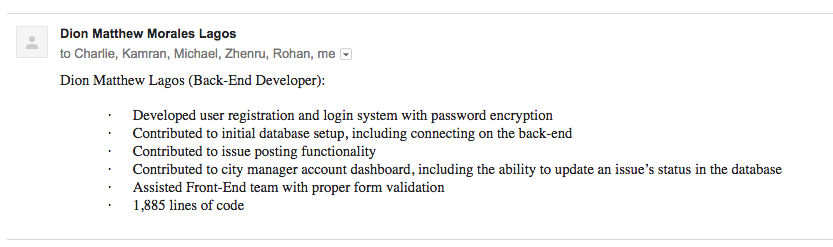 Dion Matthew Morales Lagos
to Charlie, Kamran, Michael, Zhenru, Rohan, me
Dion Matthew Lagos (Back-End Developer):
· Developed user registration and login system with password encryption
· Contributed to initial database setup, including connecting on the back-end
· Contributed to issue posting functionality
· Contributed to city manager account dashboard, including the ability to update an issue’s status in the database
· Assisted Front-End team with proper form validation
· 1,885 lines of code